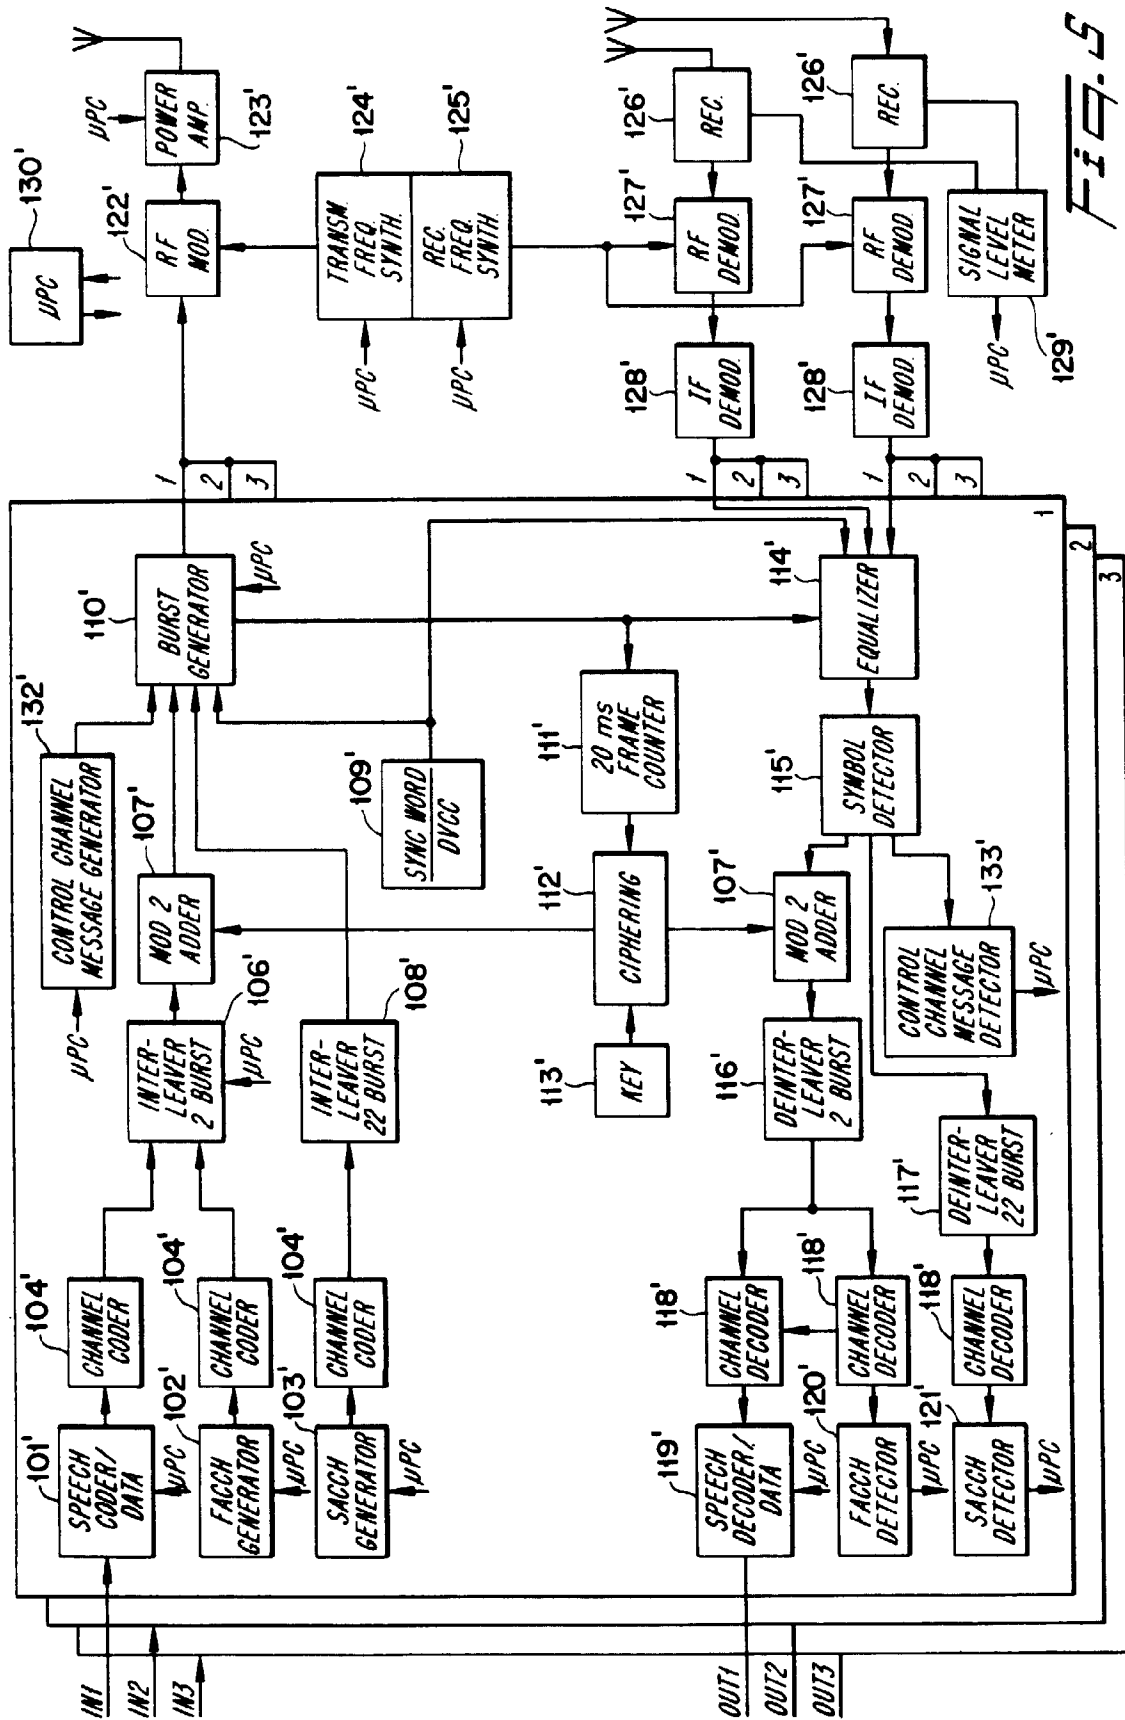 IN1
IN2
IN3
101'
SPEECH
CODER/
DATA
µPC
104'
CHANNEL
CODER
102'
FACCH
GENERATOR
µPC
104'
CHANNEL
CODER
103'
SACCH
GENERATOR
µPC
104'
CHANNEL
CODER
106'
INTER-
LEAVER
2 BURST
µPC
108'
INTER-
LEAVER
22 BURST
107'
MOD 2
ADDER
132'
CONTROL CHANNEL
MESSAGE GENERATOR
µPC
109'
SYNC WORD
DVCC
110'
BURST
GENERATOR
µPC
1
2
3
122'
RF
MOD.
123'
POWER
AMP.
µPC
130'
µPC
124'
TRANSM.
FREQ.
SYNTH.
µPC
125'
REC.
FREQ.
SYNTH
µPC
111'
20 ms
FRAME
COUNTER
112'
CIPHERING
113'
KEY
126'
REC.
127'
RF
DEMOD.
128'
IF
DEMOD.
1
2
3
126'
REC.
127'
RF
DEMOD.
128'
IF
DEMOD.
1
2
3
129'
SIGNAL
LEVEL
METER
µPC
114'
EQUALIZER
115'
SYMBOL
DETECTOR
107'
MOD 2
ADDER
116'
DEINTER-
LEAVER
2 BURST
133'
CONTROL
CHANNEL
MESSAGE
DETECTOR
µPC
117'
DEINTER-
LEAVER
22 BURST
118'
CHANNEL
DECODER
118'
CHANNEL
DECODER
118'
CHANNEL
DECODER
119'
SPEECH
DECODER/
DATA
µPC
120'
FACCH
DETECTOR
µPC
121'
SACCH
DETECTOR
µPC
OUT1
OUT2
OUT3
1
2
3
Fig. 5